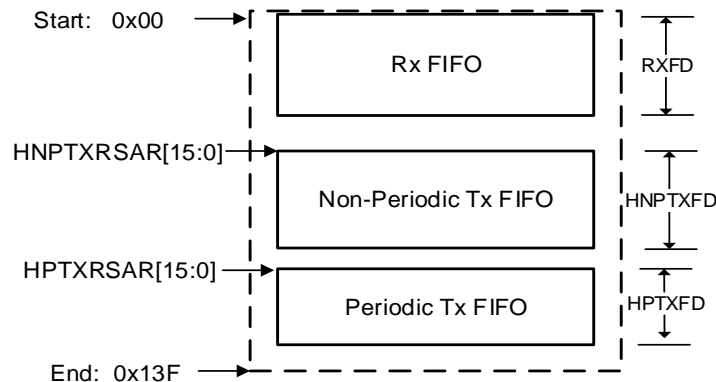 Start: 0x00
Rx FIFO
RXFD
HNPTXRSAR[15:0]
Non-Periodic Tx FIFO
HNPTXFD
HPTXRSAR[15:0]
Periodic Tx FIFO
HPTXFD
End: 0x13F